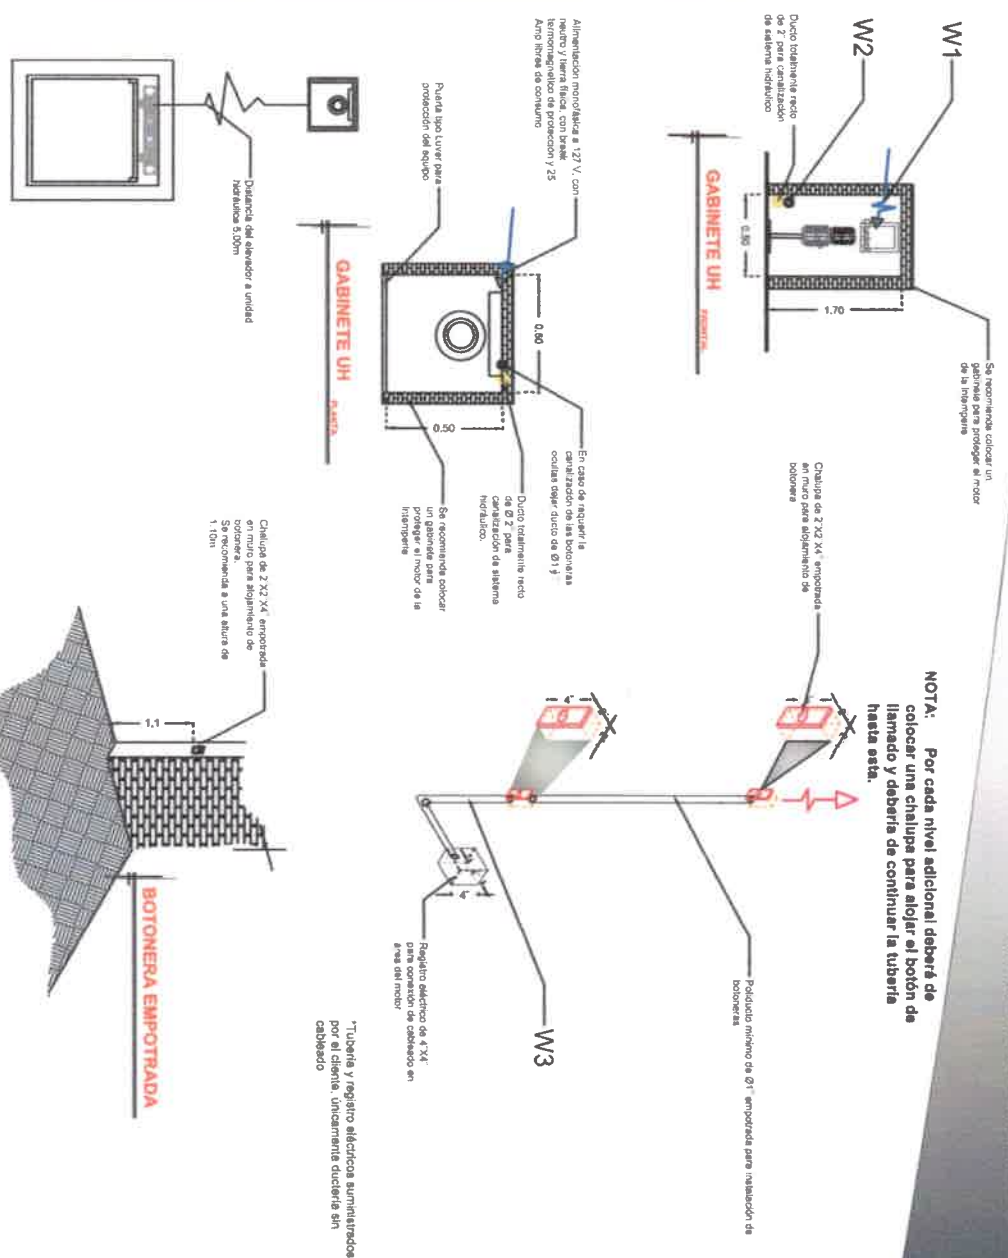 W1
W2
Ducto totalmente recto
de 2" para canalización
de sistema hidráulico
0.50
1.70
GABINETE UH
FRONTAL
Se recomienda colocar un
gabinete para proteger el motor
de la intemperie
Alimentación monofásica a 127 V, con
neutro y tierra física, con break
termomagnetico de protección y 25
Amp libres de consumo
Puerta tipo Luver para
protección del equipo
0.60
0.50
GABINETE UH
PLANTA
En caso de requerir la
canalización de las botoneras
ocultas dejar ducto de Ø1
Ducto totalmente recto
de Ø 2" para
canalización de sistema
hidráulico.
Se recomienda colocar
un gabinete para
proteger el motor de la
intemperie
Distancia del elevador a unidad
hidráulica 5.00m
NOTA: Por cada nivel adicional deberá de
colocar una chalupa para alojar el botón de
llamado y debería de continuar la tubería
hasta esta.
Chalupa de 2"X2"X4" empotrada
en muro para alojamiento de
botonera
4"
4"
Poliducto mínimo de Ø1" empotrada para instalación de
botoneras
W3
4"
Registro eléctrico de 4"X4"
para conexión de cableado en
área del motor
*Tubería y registro eléctricos suministrados
por el cliente, únicamente ductería sin
cableado
Chalupa de 2"X2"X4" empotrada
en muro para alojamiento de
botonera.
Se recomienda a una altura de
1.10m
1.1
BOTONERA EMPOTRADA